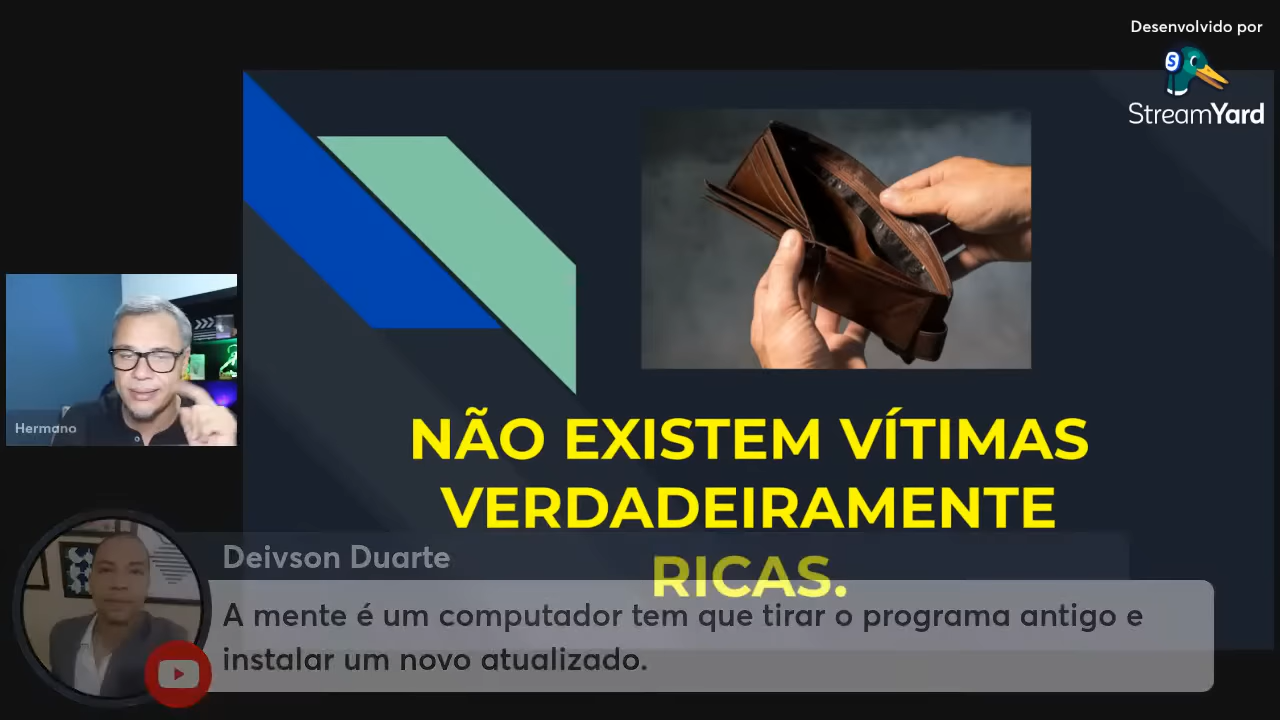 Desenvolvido por
StreamYard
Hermano
NÃO EXISTEM VÍTIMAS
VERDADEIRAMENTE
RICAS.
Deivson Duarte
A mente é um computador tem que tirar o programa antigo e
instalar um novo atualizado.